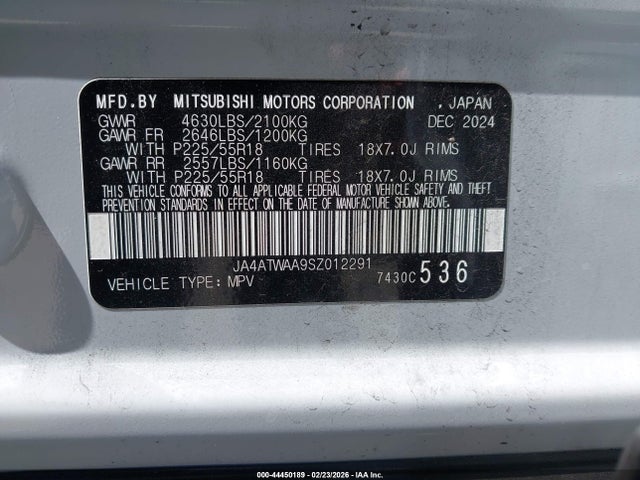 MFD.BY MITSUBISHI MOTORS CORPORATION , JAPAN
GVWR 4630LBS/2100KG DEC 2024
GAWR FR 2646LBS/1200KG
WITH P225/55R18 TIRES 18X7.0J RIMS
GAWR RR 2557LBS/1160KG
WITH P225/55R18 TIRES 18X7.0J RIMS
THIS VEHICLE CONFORMS TO ALL APPLICABLE FEDERAL MOTOR VEHICLE SAFETY AND THEFT
PREVENTION STANDARDS IN EFFECT ON THE DATE OF MANUFACTURE SHOWN ABOVE.
JA4ATWAA9SZ012291
VEHICLE TYPE: MPV 7430C 536
000-44450189 - 02/23/2026 - IAA Inc.